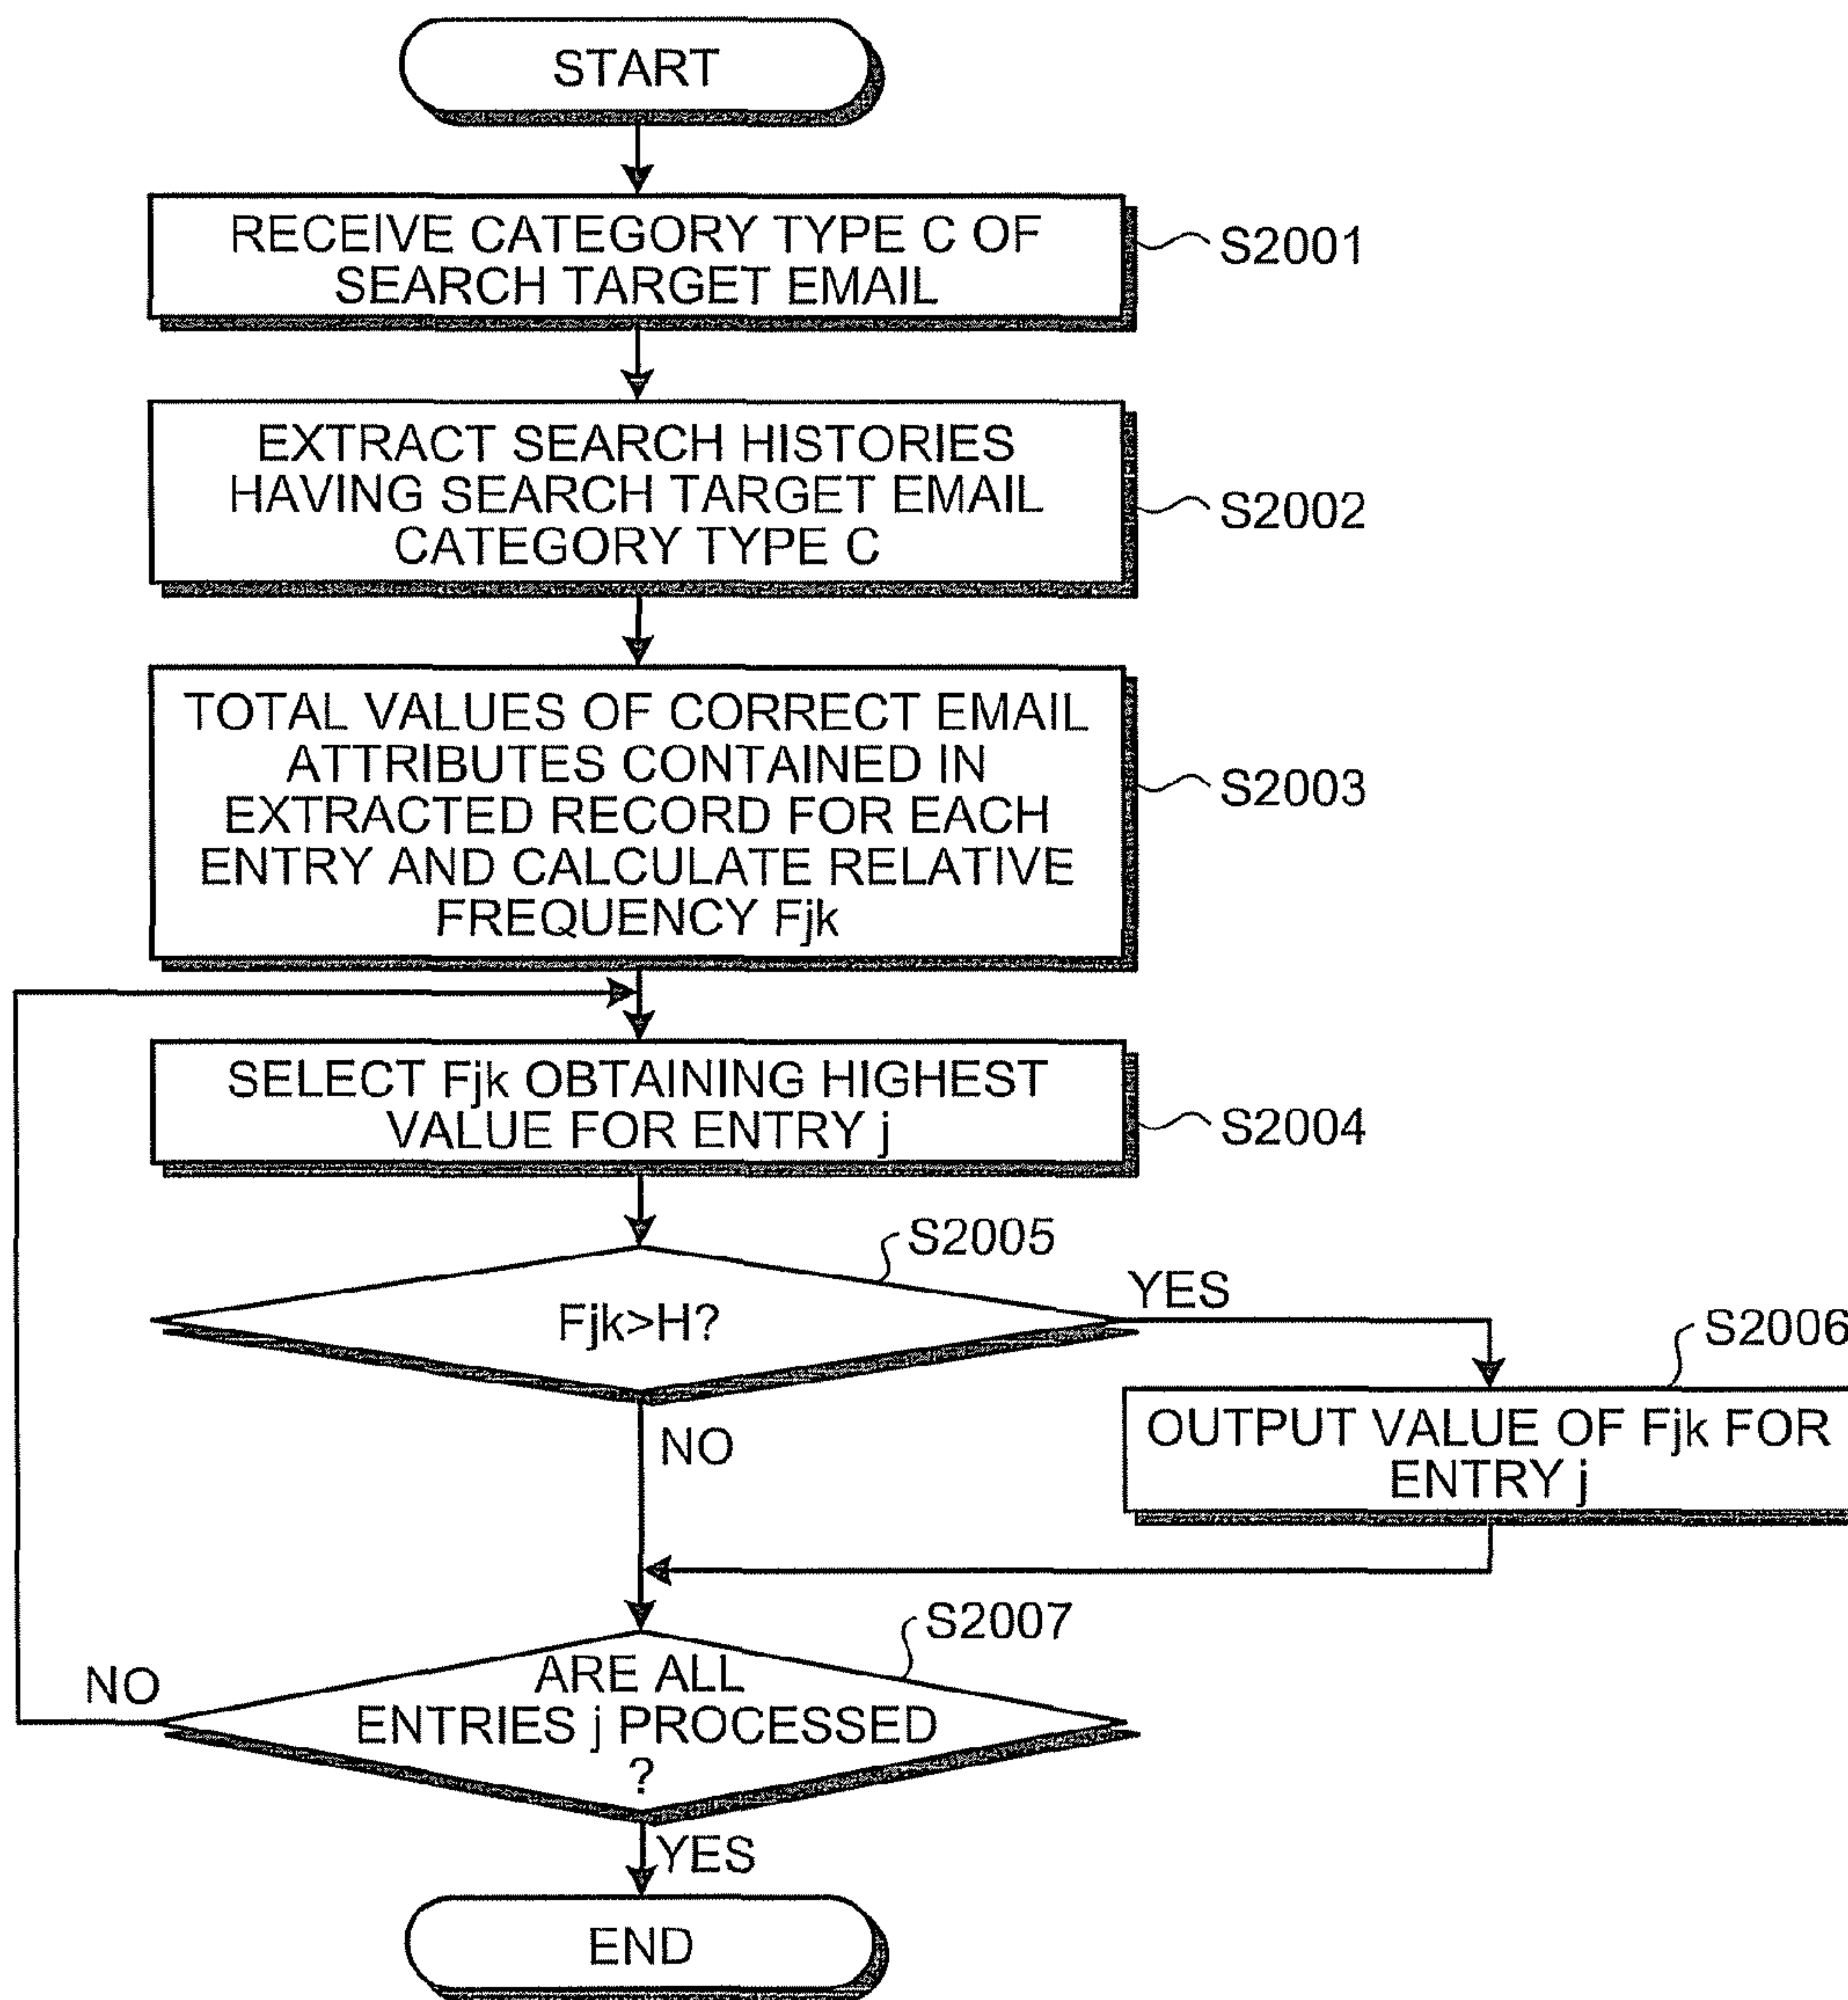 START
RECEIVE CATEGORY TYPE C OF
SEARCH TARGET EMAIL
S2001
EXTRACT SEARCH HISTORIES
HAVING SEARCH TARGET EMAIL
CATEGORY TYPE C
S2002
TOTAL VALUES OF CORRECT EMAIL
ATTRIBUTES CONTAINED IN
EXTRACTED RECORD FOR EACH
ENTRY AND CALCULATE RELATIVE
FREQUENCY Fjk
S2003
SELECT Fjk OBTAINING HIGHEST
VALUE FOR ENTRY j
S2004
S2005
Fjk>H?
YES
NO
S2006
OUTPUT VALUE OF Fjk FOR
ENTRY j
S2007
ARE ALL
ENTRIES j PROCESSED
?
NO
YES
END